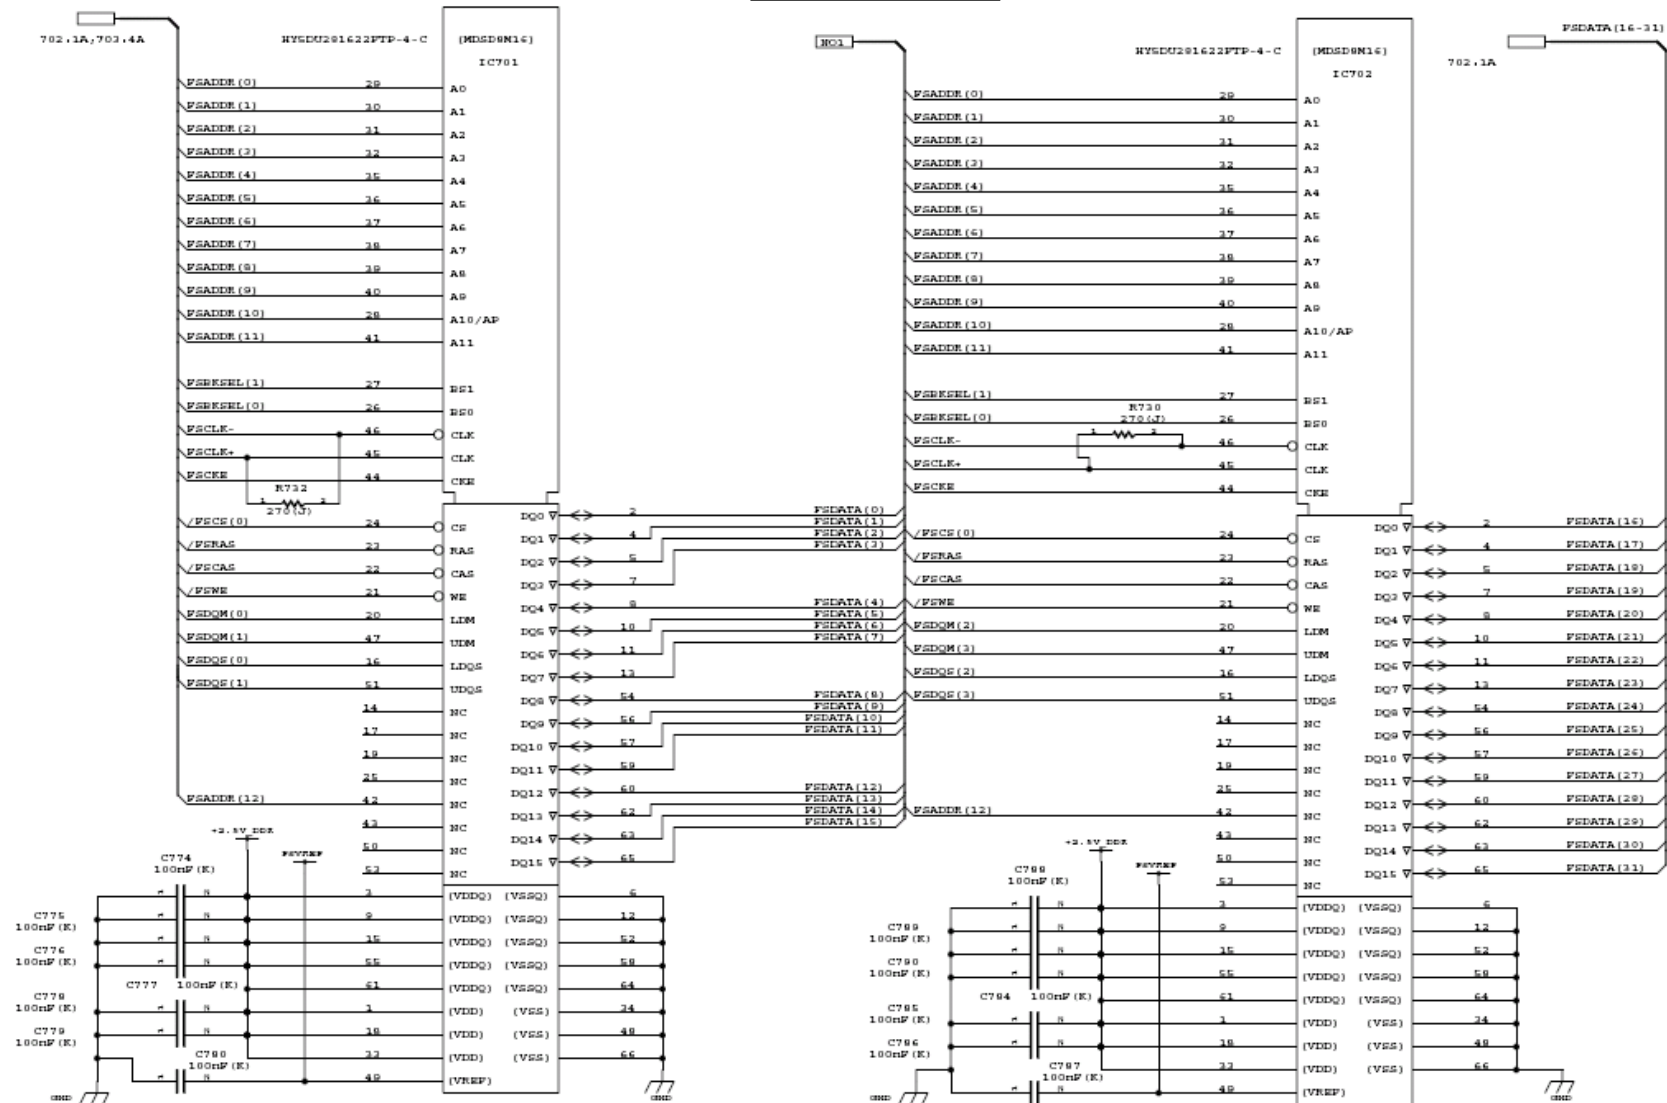 702.1A,703.4A
HY5DU281622FTP-4-C
(MDSD8M16)
IC701
FSADDR(0) 29 A0
FSADDR(1) 30 A1
FSADDR(2) 31 A2
FSADDR(3) 32 A3
FSADDR(4) 35 A4
FSADDR(5) 36 A5
FSADDR(6) 37 A6
FSADDR(7) 38 A7
FSADDR(8) 39 A8
FSADDR(9) 40 A9
FSADDR(10) 28 A10/AP
FSADDR(11) 41 A11
FSBKSEL(1) 27 BS1
FSBKSEL(0) 26 BS0
FSCLK- 46 CLK
FSCLK+ 45 CLK
FSCKE 44 CKE
R732
1 2
270(J)
/FSCS(0) 24 CS
/FSRAS 23 RAS
/FSCAS 22 CAS
/FSWE 21 WE
FSDQM(0) 20 LDM
FSDQM(1) 47 UDM
FSDQS(0) 16 LDQS
FSDQS(1) 51 UDQS
14 NC
17 NC
19 NC
25 NC
FSADDR(12) 42 NC
43 NC
50 NC
53 NC
DQ0 2 FSDATA(0)
DQ1 4 FSDATA(1)
DQ2 5 FSDATA(2)
DQ3 7 FSDATA(3)
DQ4 8 FSDATA(4)
DQ5 10 FSDATA(5)
DQ6 11 FSDATA(6)
DQ7 13 FSDATA(7)
DQ8 54 FSDATA(8)
DQ9 56 FSDATA(9)
DQ10 57 FSDATA(10)
DQ11 59 FSDATA(11)
DQ12 60 FSDATA(12)
DQ13 62 FSDATA(13)
DQ14 63 FSDATA(14)
DQ15 65 FSDATA(15)
+2.5V_DDR
FSVREF
C774
100nF(K)
C775
100nF(K)
C776
100nF(K)
C777 100nF(K)
C778
100nF(K)
C779
100nF(K)
C780
100nF(K)
3 (VDDQ) (VSSQ) 6
9 (VDDQ) (VSSQ) 12
15 (VDDQ) (VSSQ) 52
55 (VDDQ) (VSSQ) 58
61 (VDDQ) (VSSQ) 64
1 (VDD) (VSS) 34
18 (VDD) (VSS) 48
33 (VDD) (VSS) 66
49 (VREF)
GND
GND
NO1
HY5DU281622FTP-4-C
(MDSD8M16)
IC702
FSADDR(0) 29 A0
FSADDR(1) 30 A1
FSADDR(2) 31 A2
FSADDR(3) 32 A3
FSADDR(4) 35 A4
FSADDR(5) 36 A5
FSADDR(6) 37 A6
FSADDR(7) 38 A7
FSADDR(8) 39 A8
FSADDR(9) 40 A9
FSADDR(10) 28 A10/AP
FSADDR(11) 41 A11
FSBKSEL(1) 27 BS1
FSBKSEL(0) 26 BS0
R730
270(J)
1 2
FSCLK- 46 CLK
FSCLK+ 45 CLK
FSCKE 44 CKE
/FSCS(0) 24 CS
/FSRAS 23 RAS
/FSCAS 22 CAS
/FSWE 21 WE
FSDQM(2) 20 LDM
FSDQM(3) 47 UDM
FSDQS(2) 16 LDQS
FSDQS(3) 51 UDQS
14 NC
17 NC
19 NC
25 NC
FSADDR(12) 42 NC
43 NC
50 NC
53 NC
FSDATA(16-31)
702.1A
DQ0 2 FSDATA(16)
DQ1 4 FSDATA(17)
DQ2 5 FSDATA(18)
DQ3 7 FSDATA(19)
DQ4 8 FSDATA(20)
DQ5 10 FSDATA(21)
DQ6 11 FSDATA(22)
DQ7 13 FSDATA(23)
DQ8 54 FSDATA(24)
DQ9 56 FSDATA(25)
DQ10 57 FSDATA(26)
DQ11 59 FSDATA(27)
DQ12 60 FSDATA(28)
DQ13 62 FSDATA(29)
DQ14 63 FSDATA(30)
DQ15 65 FSDATA(31)
+2.5V_DDR
FSVREF
C788
100nF(K)
C789
100nF(K)
C790
100nF(K)
C784 100nF(K)
C785
100nF(K)
C786
100nF(K)
C787
100nF(K)
3 (VDDQ) (VSSQ) 6
9 (VDDQ) (VSSQ) 12
15 (VDDQ) (VSSQ) 52
55 (VDDQ) (VSSQ) 58
61 (VDDQ) (VSSQ) 64
1 (VDD) (VSS) 34
18 (VDD) (VSS) 48
33 (VDD) (VSS) 66
49 (VREF)
GND
GND